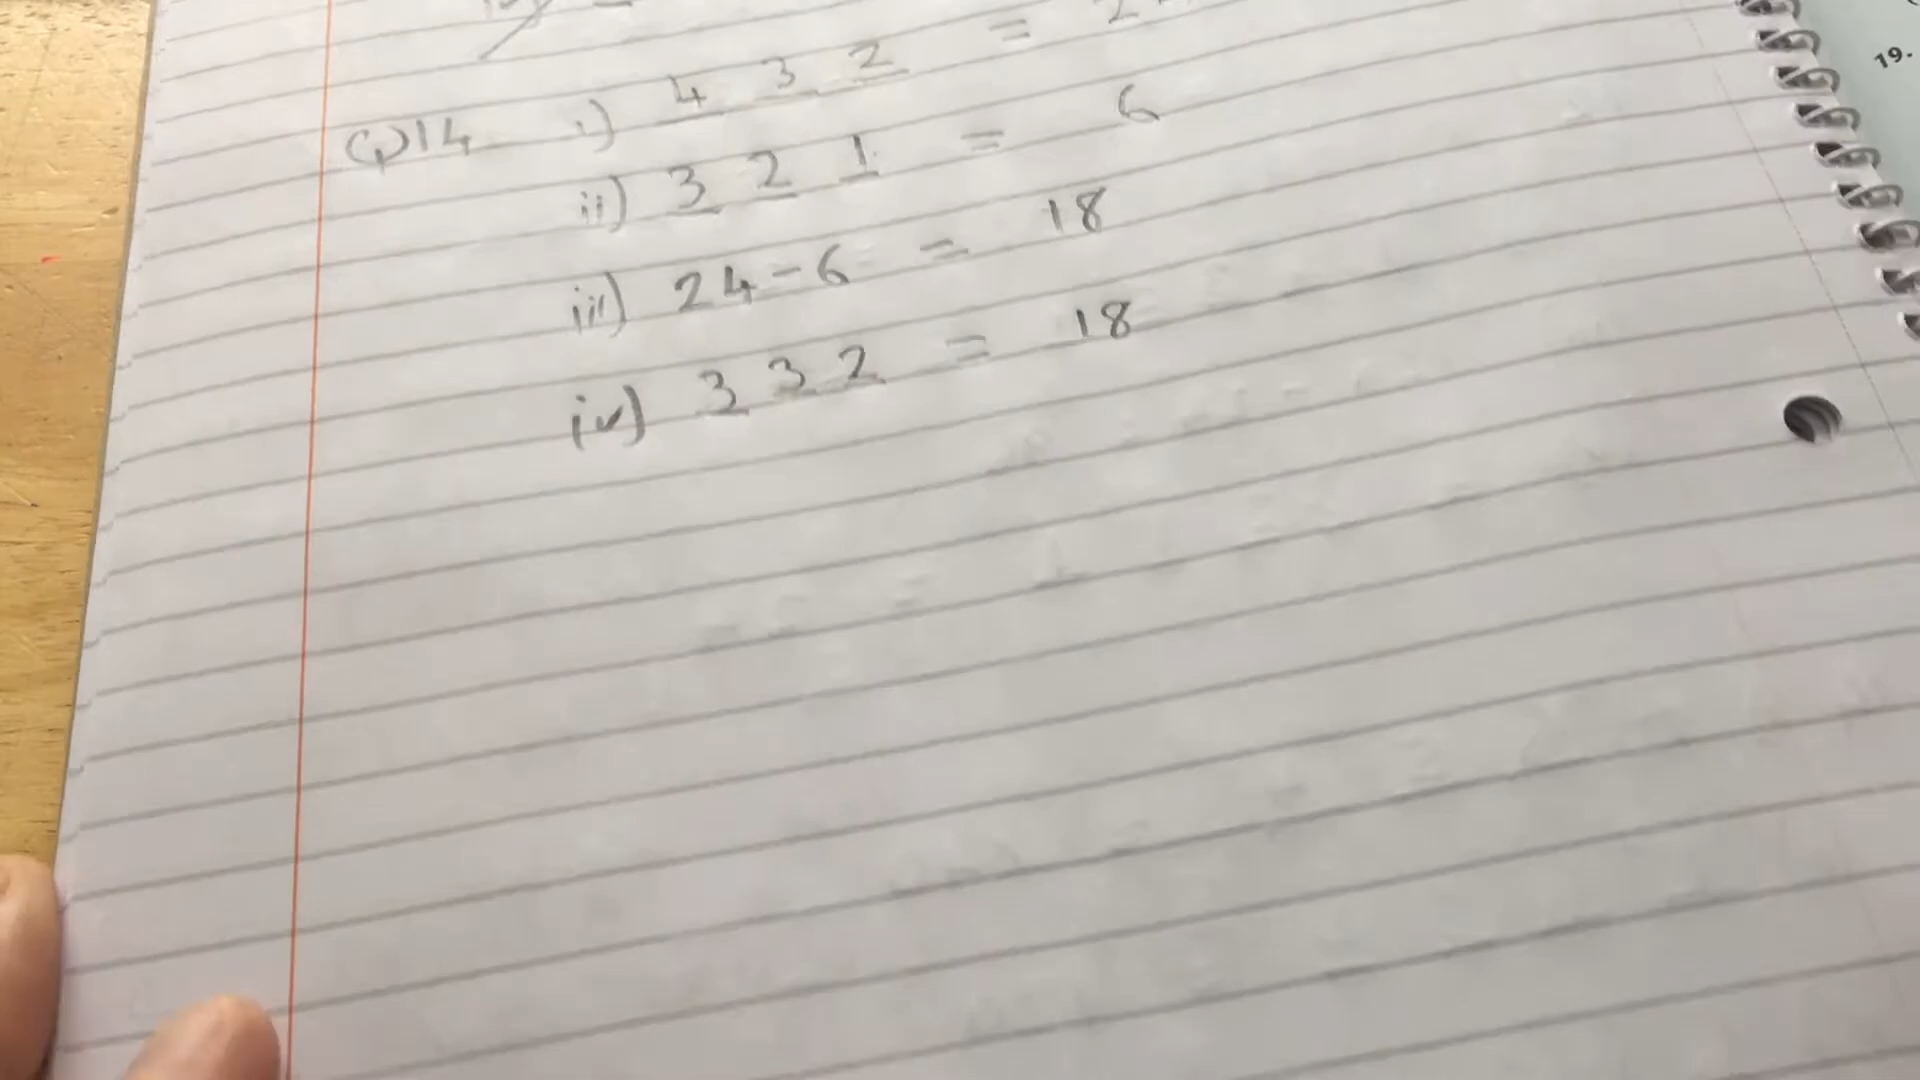 Q14 i) 4 3 2 = 2
ii) 3 2 1 = 6
iii) 24-6 = 18
iv) 3 3 2 = 18
19.